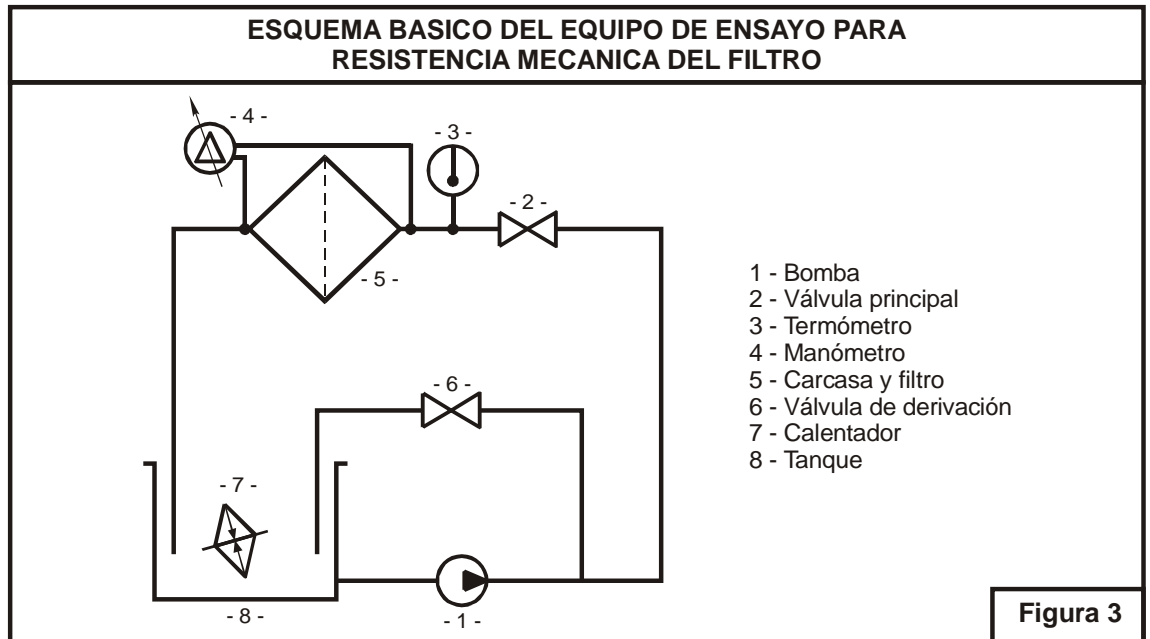 ESQUEMA BASICO DEL EQUIPO DE ENSAYO PARA
RESISTENCIA MECANICA DEL FILTRO
- 4 -
- 3 -
- 2 -
- 5 -
1 - Bomba
2 - Válvula principal
3 - Termómetro
4 - Manómetro
5 - Carcasa y filtro
6 - Válvula de derivación
7 - Calentador
8 - Tanque
- 6 -
- 7 -
- 8 -
- 1 -
Figura 3